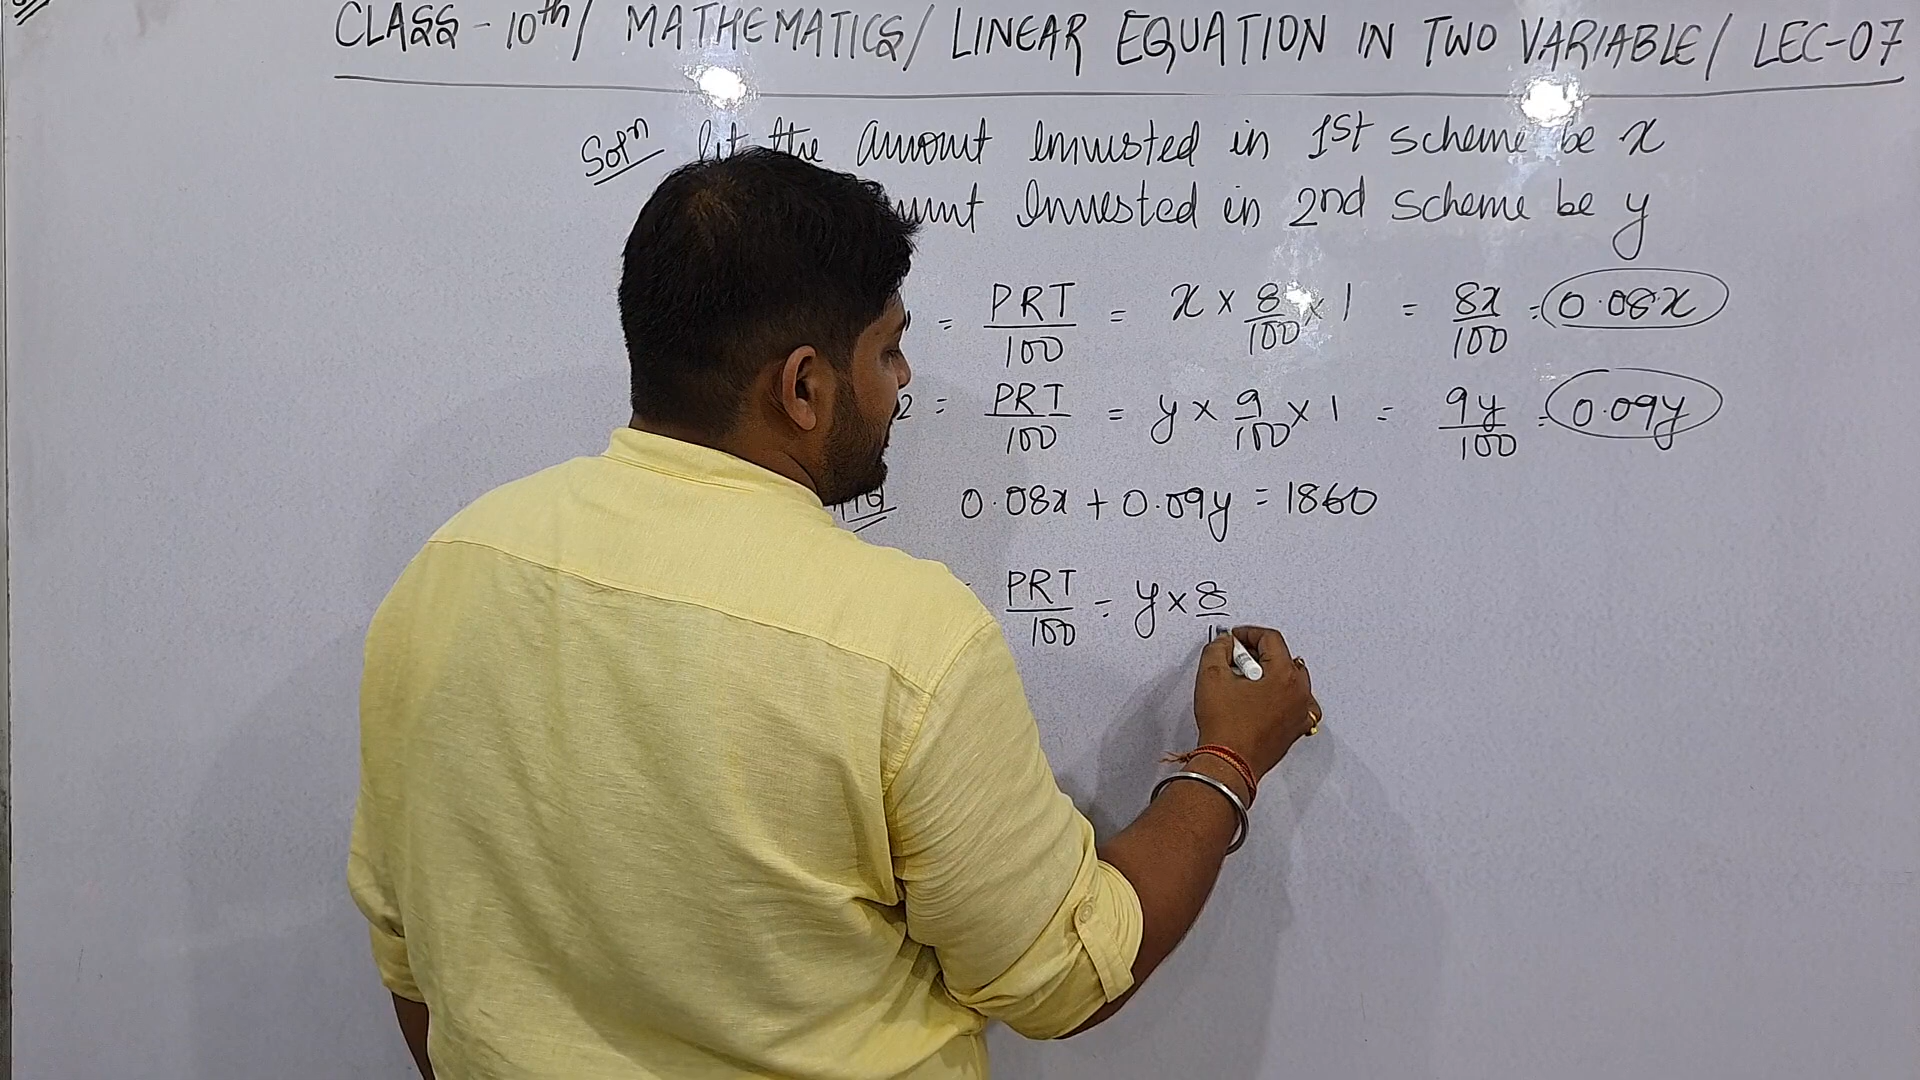 CLASS - 10th / MATHEMATICS / LINEAR EQUATION IN TWO VARIABLE / LEC-07
Solⁿ let the amount Invested in 1st scheme be x
Invested in 2nd scheme be y
= PRT/100 = x × 8/100 × 1 = 8x/100 = 0.08x
2 = PRT/100 = y × 9/100 × 1 = 9y/100 = 0.09y
0.08x + 0.09y = 1860
PRT/100 = y × 8/